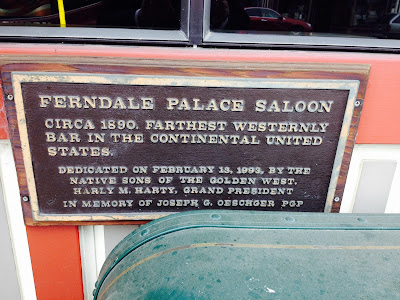 FERNDALE PALACE SALOON
CIRCA 1890. FARTHEST WESTERNLY
BAR IN THE CONTINENTAL UNITED
STATES.
DEDICATED ON FEBRUARY 13, 1993, BY THE
NATIVE SONS OF THE GOLDEN WEST,
HARLY M. HARTY, GRAND PRESIDENT
IN MEMORY OF JOSEPH G. OESCHGER PGP